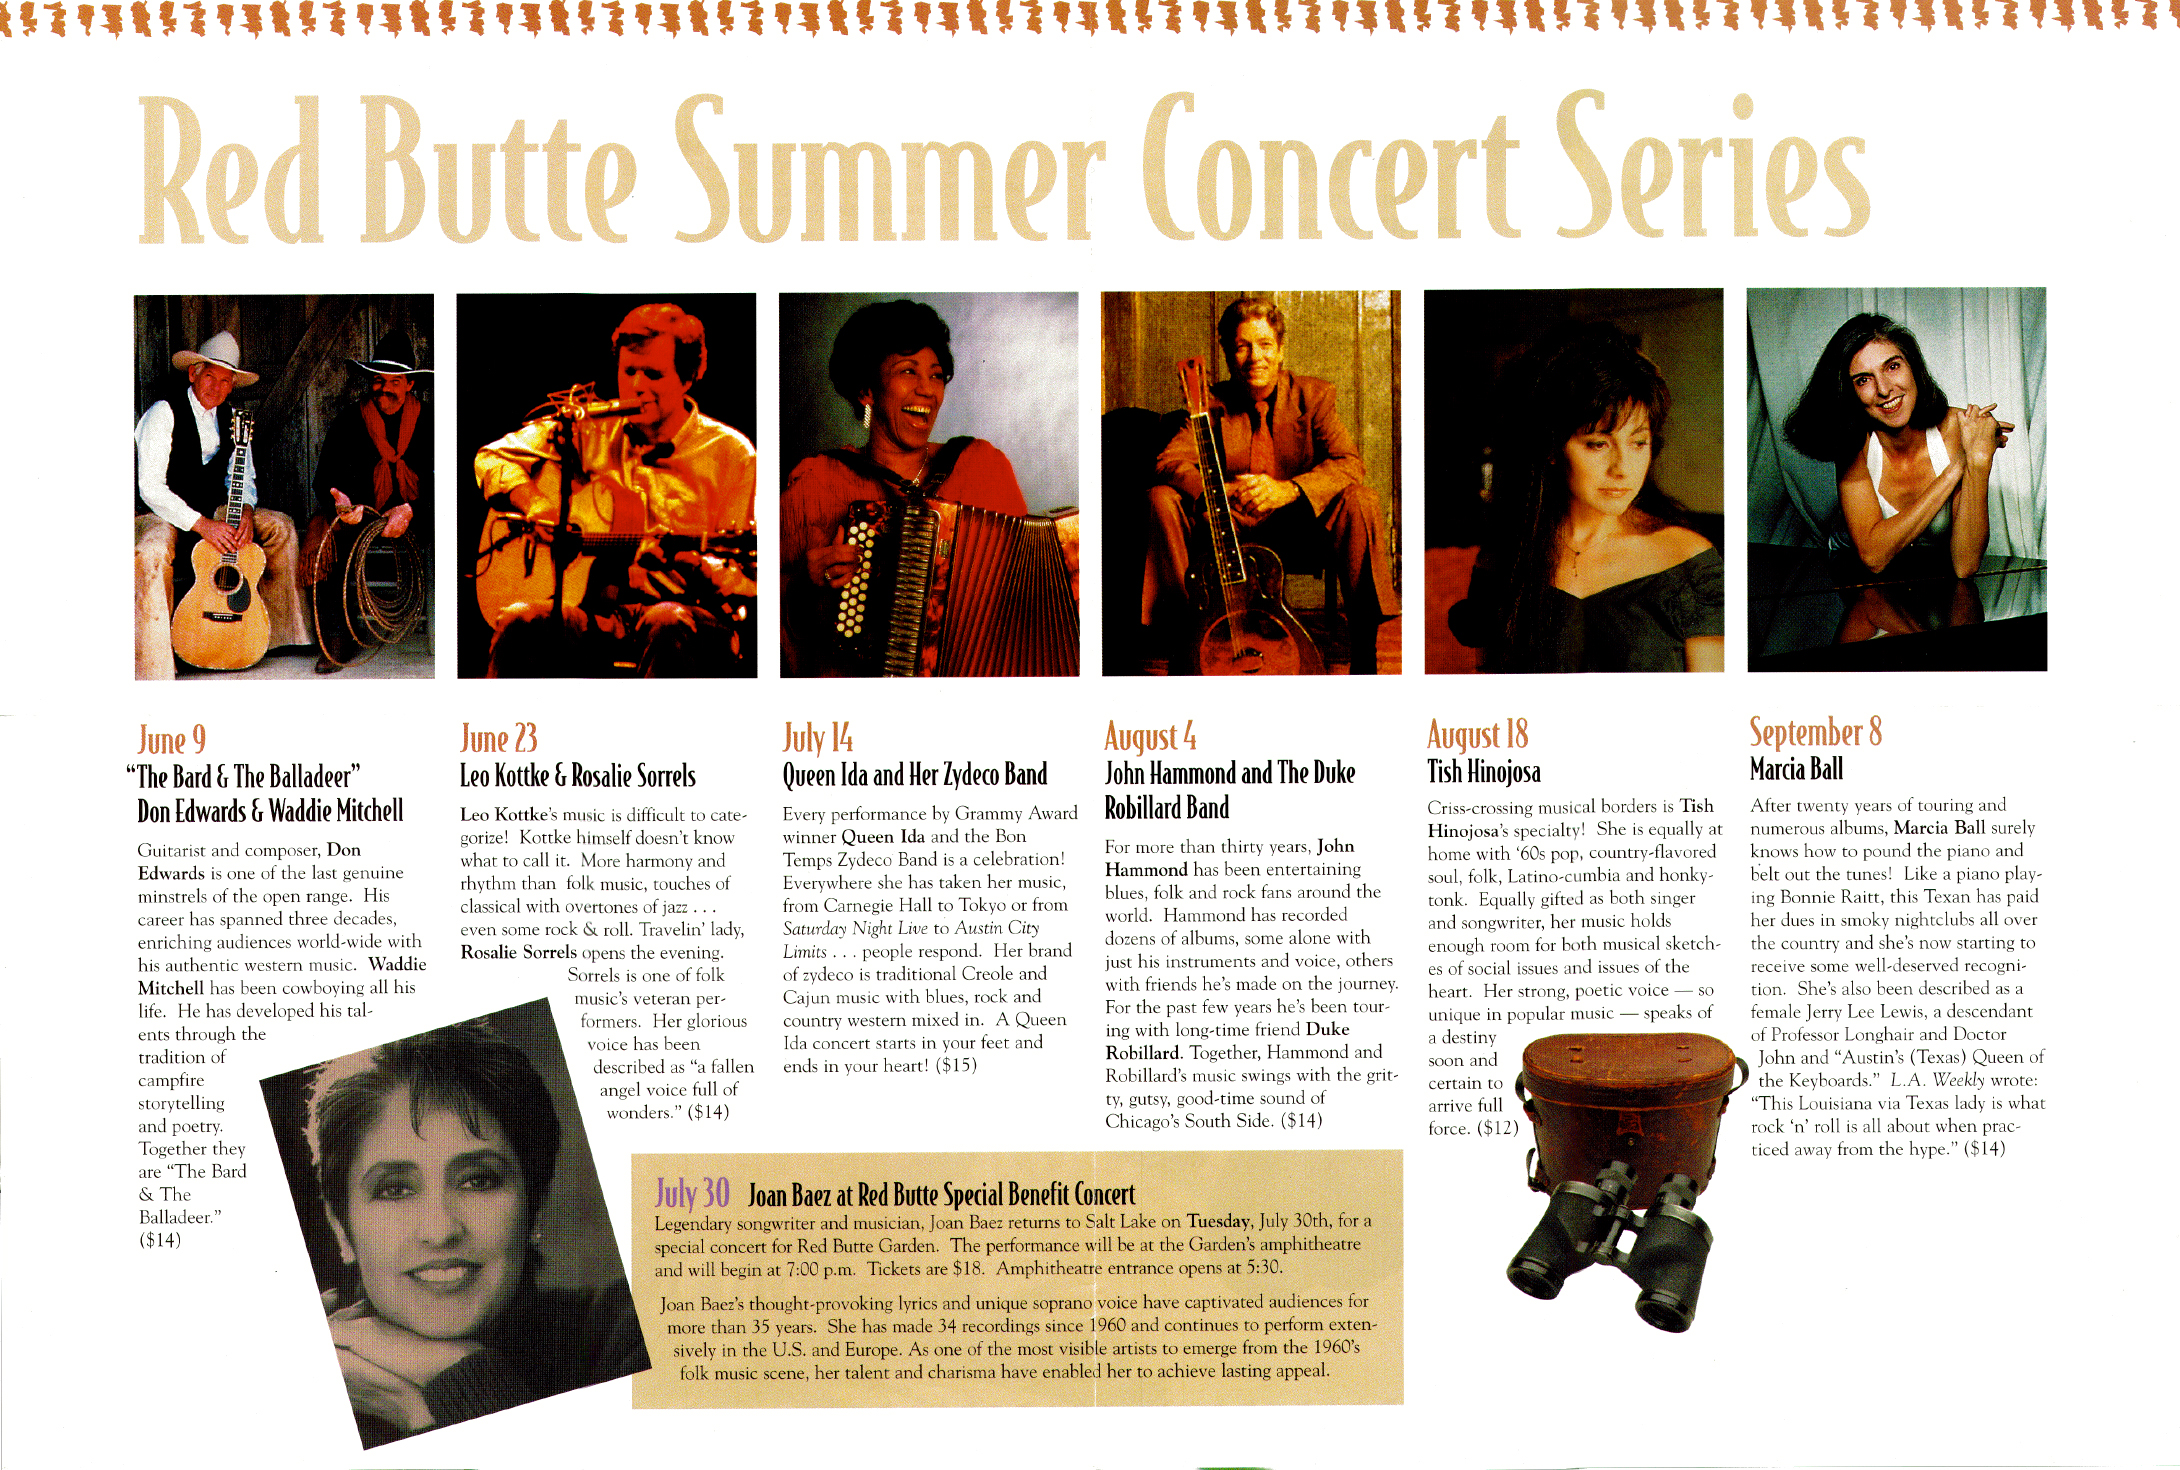 Red Butte Summer Concert Series
June 9
“The Bard & The Balladeer”
Don Edwards & Waddie Mitchell
Guitarist and composer, Don
Edwards is one of the last genuine
minstrels of the open range. His
career has spanned three decades,
enriching audiences world-wide with
his authentic western music. Waddie
Mitchell has been cowboying all his
life. He has developed his tal-
ents through the
tradition of
campfire
storytelling
and poetry.
Together they
are “The Bard
& The
Balladeer.”
($14)
June 23
Leo Kottke & Rosalie Sorrels
Leo Kottke’s music is difficult to cate-
gorize! Kottke himself doesn’t know
what to call it. More harmony and
rhythm than folk music, touches of
classical with overtones of jazz . . .
even some rock & roll. Travelin’ lady,
Rosalie Sorrels opens the evening.
Sorrels is one of folk
music’s veteran per-
formers. Her glorious
voice has been
described as “a fallen
angel voice full of
wonders.” ($14)
July 14
Queen Ida and Her Zydeco Band
Every performance by Grammy Award
winner Queen Ida and the Bon
Temps Zydeco Band is a celebration!
Everywhere she has taken her music,
from Carnegie Hall to Tokyo or from
Saturday Night Live to Austin City
Limits . . . people respond. Her brand
of zydeco is traditional Creole and
Cajun music with blues, rock and
country western mixed in. A Queen
Ida concert starts in your feet and
ends in your heart! ($15)
August 4
John Hammond and The Duke
Robillard Band
For more than thirty years, John
Hammond has been entertaining
blues, folk and rock fans around the
world. Hammond has recorded
dozens of albums, some alone with
just his instruments and voice, others
with friends he’s made on the journey.
For the past few years he’s been tour-
ing with long-time friend Duke
Robillard. Together, Hammond and
Robillard’s music swings with the grit-
ty, gutsy, good-time sound of
Chicago’s South Side. ($14)
August 18
Tish Hinojosa
Criss-crossing musical borders is Tish
Hinojosa’s specialty! She is equally at
home with ‘60s pop, country-flavored
soul, folk, Latino-cumbia and honky-
tonk. Equally gifted as both singer
and songwriter, her music holds
enough room for both musical sketch-
es of social issues and issues of the
heart. Her strong, poetic voice — so
unique in popular music — speaks of
a destiny
soon and
certain to
arrive full
force. ($12)
September 8
Marcia Ball
After twenty years of touring and
numerous albums, Marcia Ball surely
knows how to pound the piano and
belt out the tunes! Like a piano play-
ing Bonnie Raitt, this Texan has paid
her dues in smoky nightclubs all over
the country and she’s now starting to
receive some well-deserved recogni-
tion. She’s also been described as a
female Jerry Lee Lewis, a descendant
of Professor Longhair and Doctor
John and “Austin’s (Texas) Queen of
the Keyboards.” L.A. Weekly wrote:
“This Louisiana via Texas lady is what
rock ‘n’ roll is all about when prac-
ticed away from the hype.” ($14)
July 30 Joan Baez at Red Butte Special Benefit Concert
Legendary songwriter and musician, Joan Baez returns to Salt Lake on Tuesday, July 30th, for a
special concert for Red Butte Garden. The performance will be at the Garden’s amphitheatre
and will begin at 7:00 p.m. Tickets are $18. Amphitheatre entrance opens at 5:30.
Joan Baez’s thought-provoking lyrics and unique soprano voice have captivated audiences for
more than 35 years. She has made 34 recordings since 1960 and continues to perform exten-
sively in the U.S. and Europe. As one of the most visible artists to emerge from the 1960’s
folk music scene, her talent and charisma have enabled her to achieve lasting appeal.